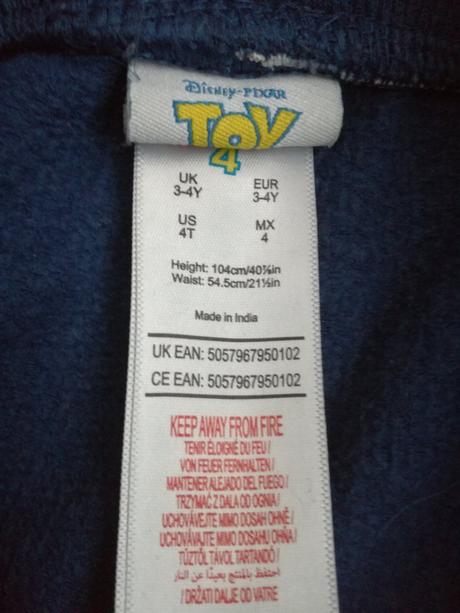 Disney·PIXAR
TOY
4
UK
3-4Y
EUR
3-4Y
US
4T
MX
4
Height: 104cm/40⅞in
Waist: 54.5cm/21½in
Made in India
UK EAN: 5057967950102
CE EAN: 5057967950102
KEEP AWAY FROM FIRE
TENIR ÉLOIGNÉ DU FEU /
VON FEUER FERNHALTEN /
MANTENER ALEJADO DEL FUEGO /
TRZYMAĆ Z DALA OD OGNIA /
UCHOVÁVEJTE MIMO DOSAH OHNĚ /
UCHOVÁVAJTE MIMO DOSAHU OHŇA /
TŰZTŐL TÁVOL TARTANDÓ /
احتفظ بالمنتج بعيدًا عن النار
/ DRŽATI DALJE OD VATRE